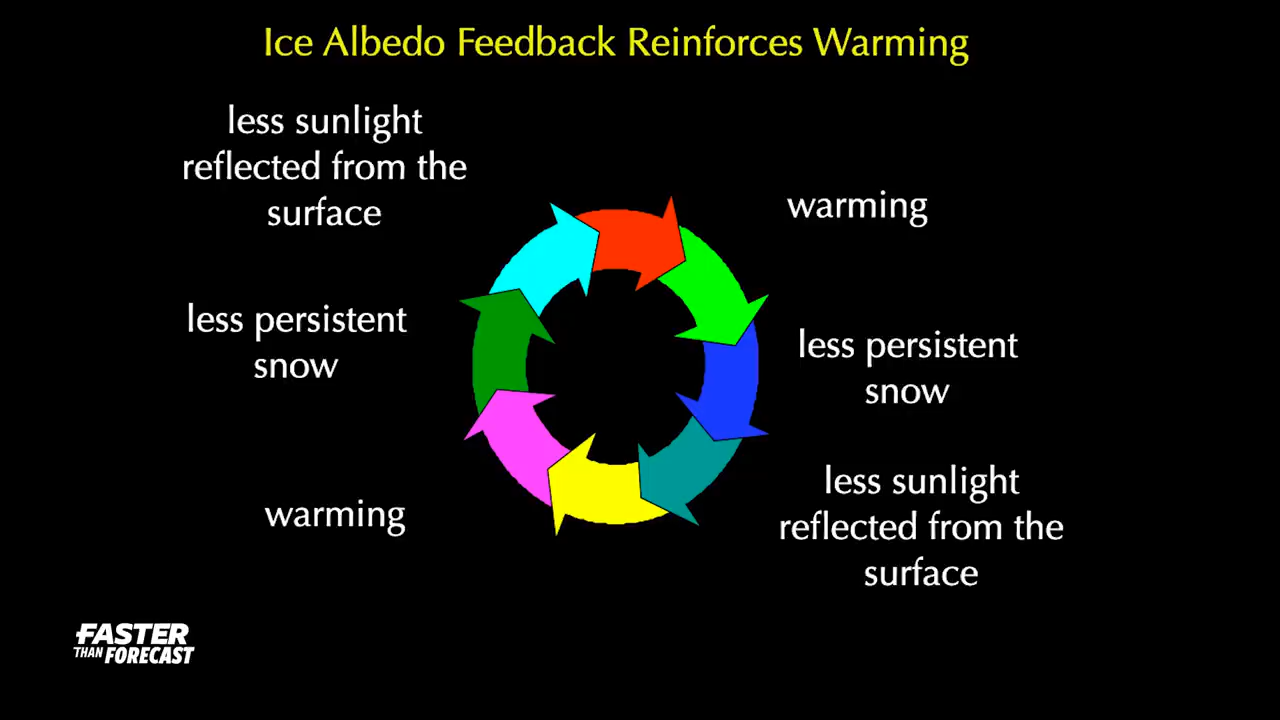 Ice Albedo Feedback Reinforces Warming
less sunlight
reflected from the
surface
warming
less persistent
snow
less persistent
snow
less sunlight
reflected from the
surface
warming
FASTER
THAN FORECAST